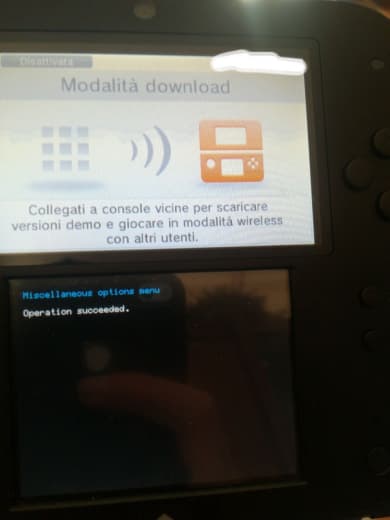 Disattivata
Modalità download
Collegati a console vicine per scaricare
versioni demo e giocare in modalità wireless
con altri utenti.
Miscellaneous options menu
Operation succeeded.